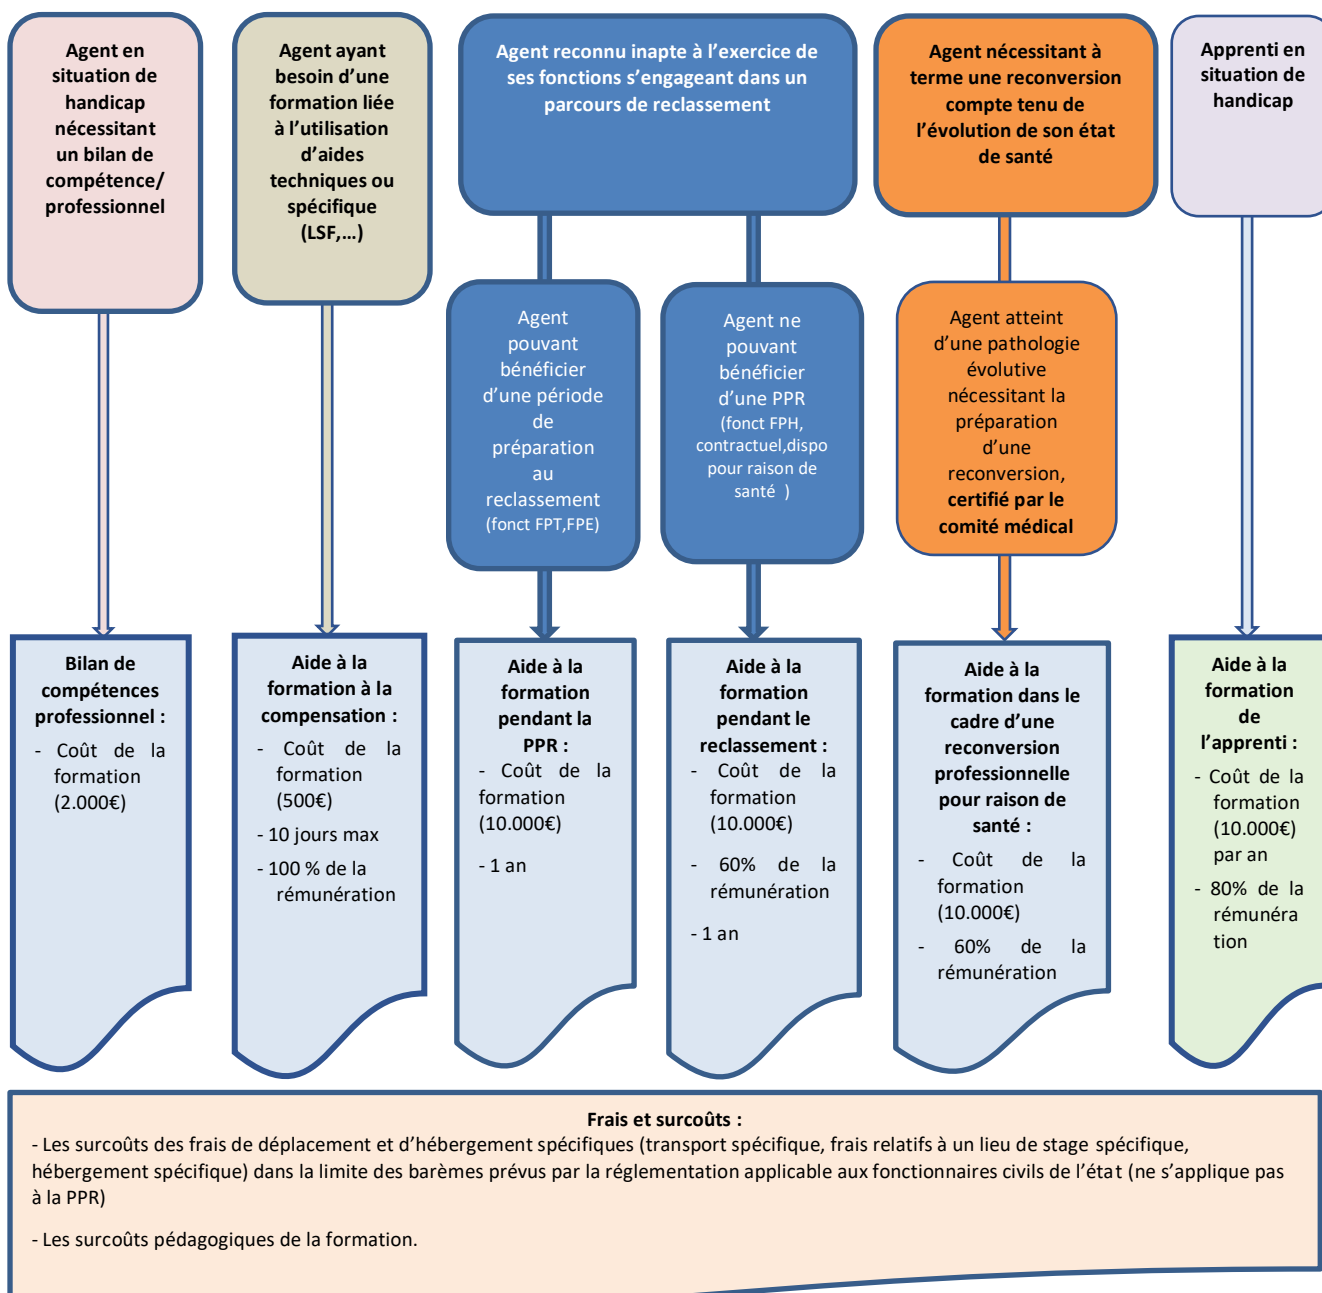 Agent en
situation de
handicap
nécessitant
un bilan de
compétence/
professionnel
Agent ayant
besoin d’une
formation liée
à l’utilisation
d’aides
techniques ou
spécifique
(LSF,…)
Agent reconnu inapte à l’exercice de
ses fonctions s’engageant dans un
parcours de reclassement
Agent nécessitant à
terme une reconversion
compte tenu de
l’évolution de son état
de santé
Apprenti en
situation de
handicap
Agent
pouvant
bénéficier
d’une période
de
préparation
au
reclassement
(fonct FPT,FPE)
Agent ne
pouvant
bénéficier
d’une PPR
(fonct FPH,
contractuel,dispo
pour raison de
santé )
Agent atteint
d’une pathologie
évolutive
nécessitant la
préparation
d’une
reconversion,
certifié par le
comité médical
Bilan de
compétences
professionnel :
- Coût de la
formation
(2.000€)
Aide à la
formation à la
compensation :
- Coût de la
formation
(500€)
- 10 jours max
- 100 % de la
rémunération
Aide à la
formation
pendant la
PPR :
- Coût de la
formation
(10.000€)
- 1 an
Aide à la
formation
pendant le
reclassement :
- Coût de la
formation
(10.000€)
- 60% de la
rémunération
- 1 an
Aide à la
formation dans le
cadre d’une
reconversion
professionnelle
pour raison de
santé :
- Coût de la
formation
(10.000€)
- 60% de la
rémunération
Aide à la
formation
de
l’apprenti :
- Coût de la
formation
(10.000€)
par an
- 80% de la
rémunéra
tion
Frais et surcoûts :
- Les surcoûts des frais de déplacement et d’hébergement spécifiques (transport spécifique, frais relatifs à un lieu de stage spécifique,
hébergement spécifique) dans la limite des barèmes prévus par la réglementation applicable aux fonctionnaires civils de l’état (ne s’applique pas
à la PPR)
- Les surcoûts pédagogiques de la formation.